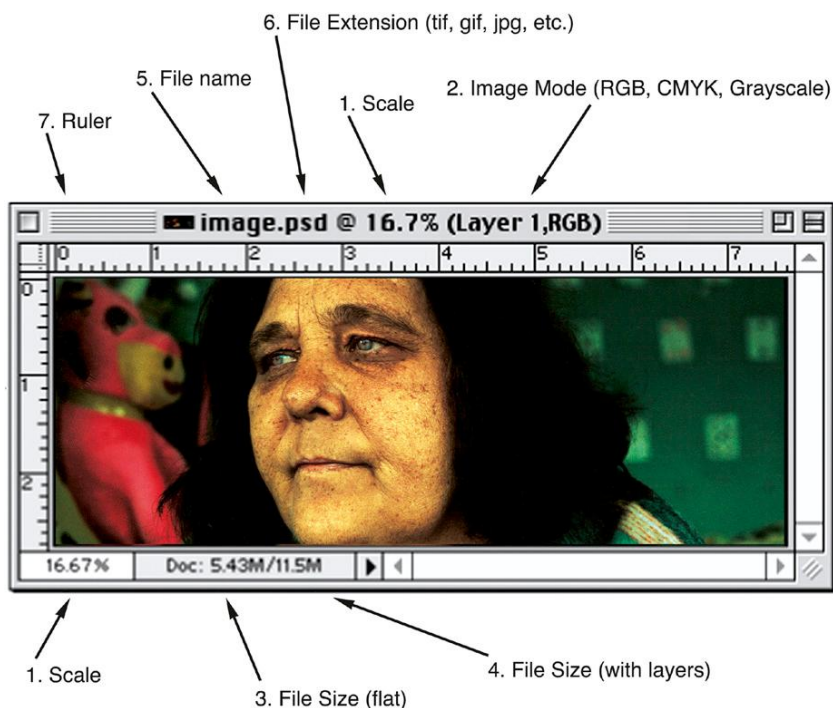 6. File Extension (tif, gif, jpg, etc.)
5. File name
1. Scale
2. Image Mode (RGB, CMYK, Grayscale)
7. Ruler
image.psd @ 16.7% (Layer 1,RGB)
0 1 2 3 4 5 6 7
0
1
2
16.67%
Doc: 5.43M/11.5M
1. Scale
3. File Size (flat)
4. File Size (with layers)